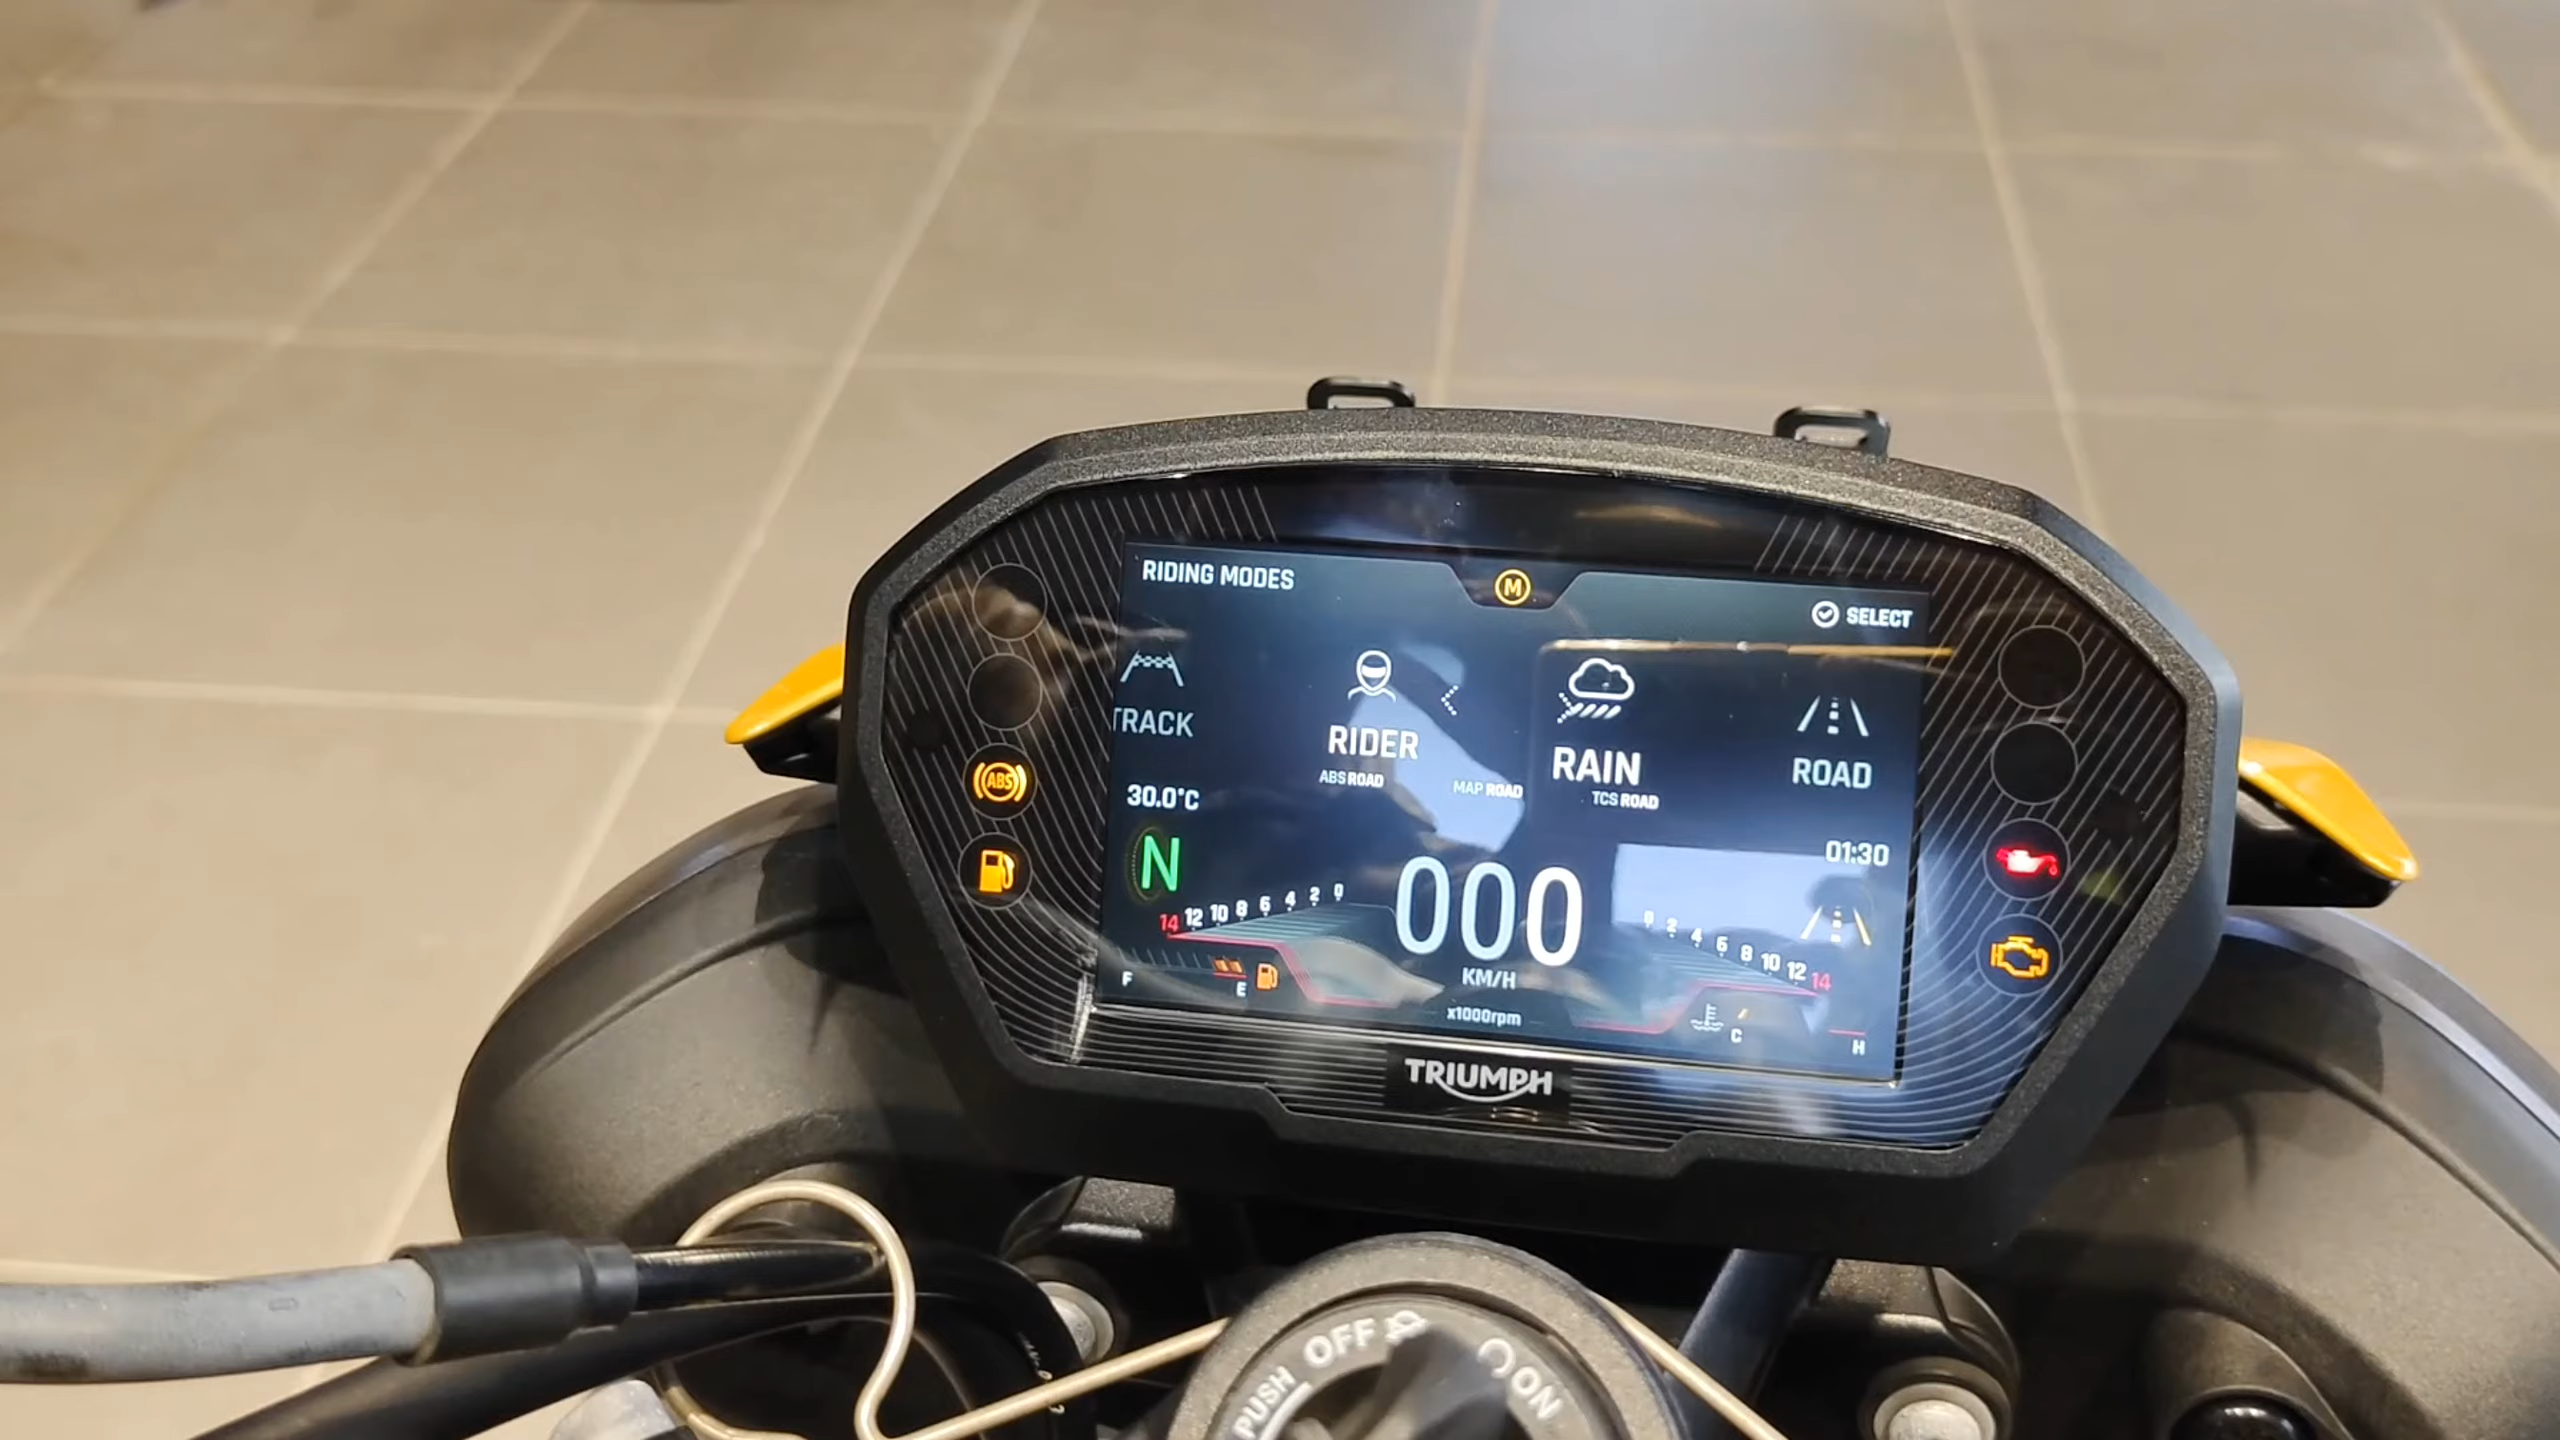 RIDING MODES
M
SELECT
TRACK
RIDER
RAIN
ROAD
ABS ROAD
MAP ROAD
TCS ROAD
ABS
30.0°C
01:30
N
000
14 12 10 8 6 4 2 0
0 2 4 6 8 10 12 14
KM/H
F
E
x1000rpm
C
H
TRIUMPH
PUSH
OFF
ON